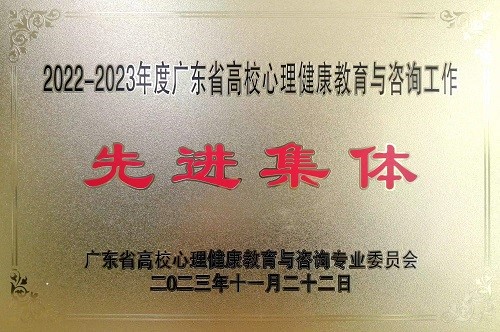 2022-2023年度广东省高校心理健康教育与咨询工作
先进集体
广东省高校心理健康教育与咨询专业委员会
二〇二三年十一月二十二日